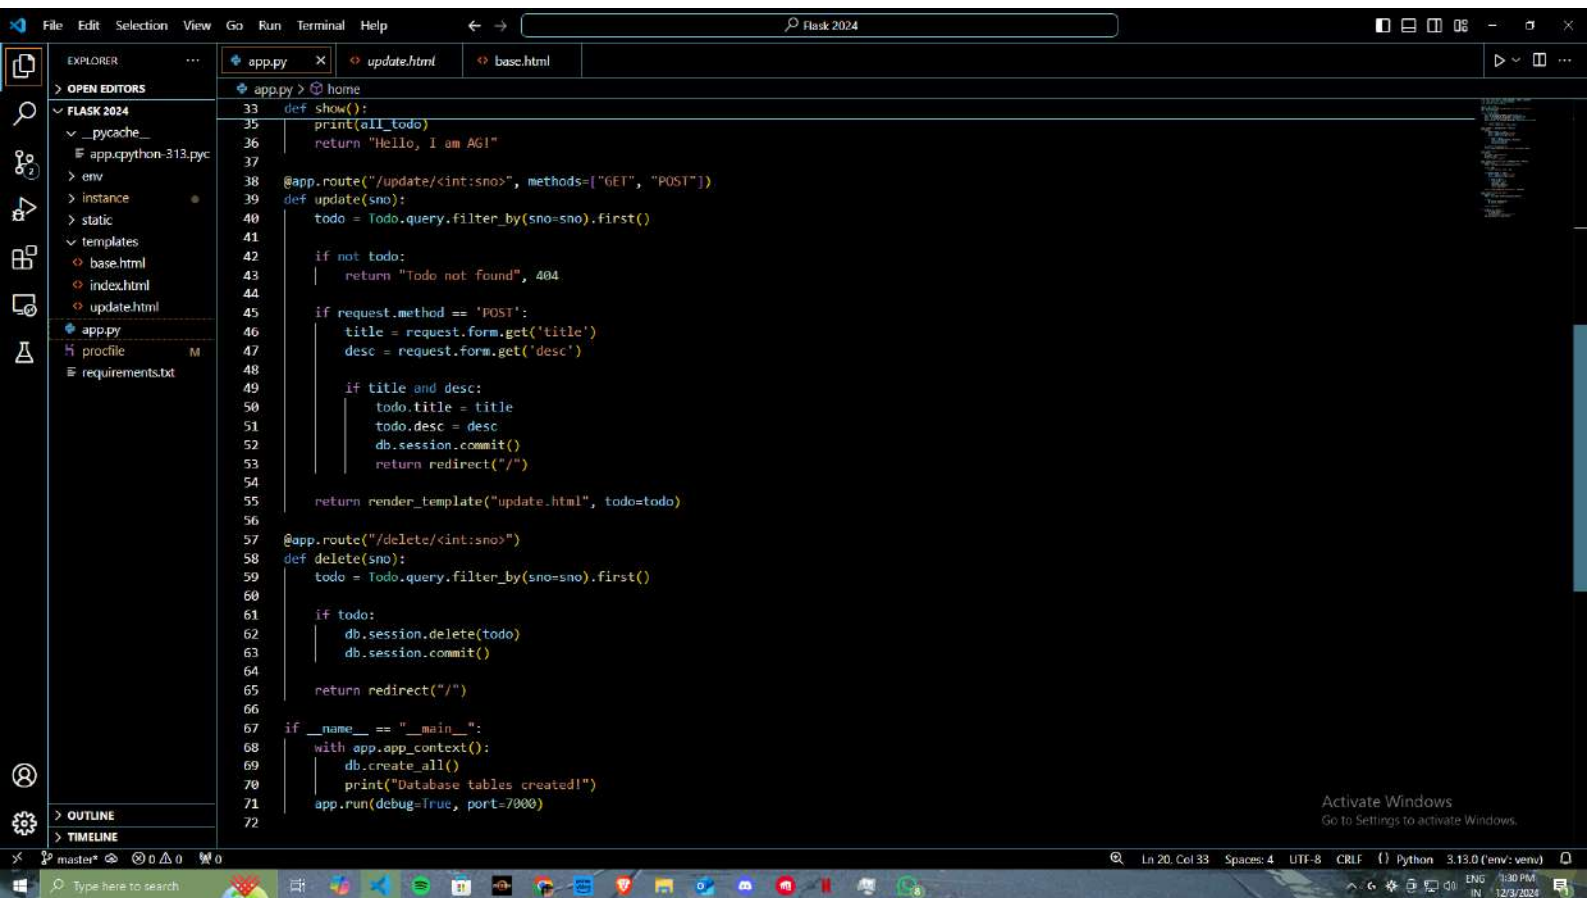 File Edit Selection View Go Run Terminal Help
Flask 2024
EXPLORER
OPEN EDITORS
FLASK 2024
__pycache__
app.cpython-313.pyc
env
instance
static
templates
base.html
index.html
update.html
app.py
procfile M
requirements.txt
OUTLINE
TIMELINE
app.py
update.html
base.html
app.py > home
33 def show():
35 print(all_todo)
36 return "Hello, I am AG!"
37
38 @app.route("/update/<int:sno>", methods=["GET", "POST"])
39 def update(sno):
40 todo = Todo.query.filter_by(sno=sno).first()
41
42 if not todo:
43 return "Todo not found", 404
44
45 if request.method == 'POST':
46 title = request.form.get('title')
47 desc = request.form.get('desc')
48
49 if title and desc:
50 todo.title = title
51 todo.desc = desc
52 db.session.commit()
53 return redirect("/")
54
55 return render_template("update.html", todo=todo)
56
57 @app.route("/delete/<int:sno>")
58 def delete(sno):
59 todo = Todo.query.filter_by(sno=sno).first()
60
61 if todo:
62 db.session.delete(todo)
63 db.session.commit()
64
65 return redirect("/")
66
67 if __name__ == "__main__":
68 with app.app_context():
69 db.create_all()
70 print("Database tables created!")
71 app.run(debug=True, port=7000)
72
Activate Windows
Go to Settings to activate Windows.
master* 0 0 0
Ln 20, Col 33 Spaces: 4 UTF-8 CRLF {} Python 3.13.0 ('env': venv)
Type here to search
ENG
IN
1:30 PM
12/3/2024